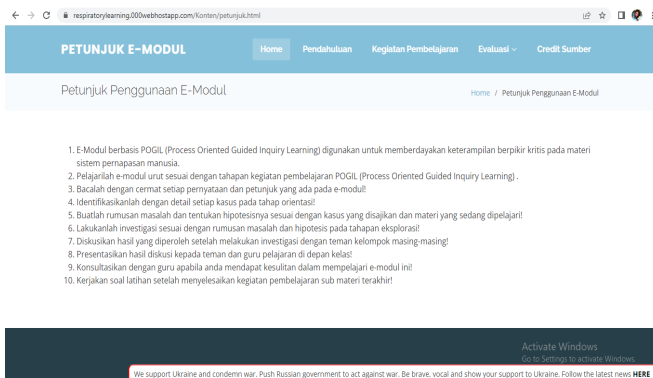 respiratorylearning.000webhostapp.com/Konten/petunjuk.html
PETUNJUK E-MODUL
Home Pendahuluan Kegiatan Pembelajaran Evaluasi Credit Sumber
Petunjuk Penggunaan E-Modul
Home / Petunjuk Penggunaan E-Modul
1. E-Modul berbasis POGIL (Process Oriented Guided Inquiry Learning) digunakan untuk memberdayakan keterampilan berpikir kritis pada materi
sistem pernapasan manusia.
2. Pelajarilah e-modul urut sesuai dengan tahapan kegiatan pembelajaran POGIL (Process Oriented Guided Inquiry Learning) .
3. Bacalah dengan cermat setiap pernyataan dan petunjuk yang ada pada e-modul!
4. Identifikasikanlah dengan detail setiap kasus pada tahap orientasi!
5. Buatlah rumusan masalah dan tentukan hipotesisnya sesuai dengan kasus yang disajikan dan materi yang sedang dipelajari!
6. Lakukanlah investigasi sesuai dengan rumusan masalah dan hipotesis pada tahapan eksplorasi!
7. Diskusikan hasil yang diperoleh setelah melakukan investigasi dengan teman kelompok masing-masing!
8. Presentasikan hasil diskusi kepada teman dan guru pelajaran di depan kelas!
9. Konsultasikan dengan guru apabila anda mendapat kesulitan dalam mempelajari e-modul ini!
10. Kerjakan soal latihan setelah menyelesaikan kegiatan pembelajaran sub materi terakhir!
Activate Windows
Go to Settings to activate Windows.
We support Ukraine and condemn war. Push Russian government to act against war. Be brave, vocal and show your support to Ukraine. Follow the latest news HERE